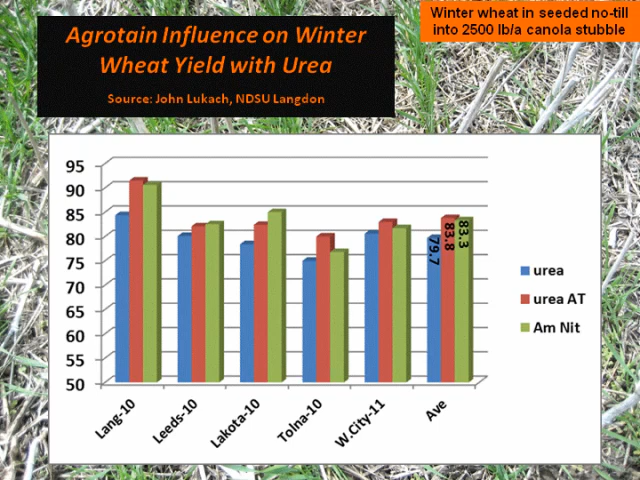 Agrotain Influence on Winter
Wheat Yield with Urea
Source: John Lukach, NDSU Langdon
Winter wheat in seeded no-till
into 2500 lb/a canola stubble
95
90
85
80
75
70
65
60
55
50
79.7
83.8
83.3
Lang-10
Leeds-10
Lakota-10
Tolna-10
W.City-11
Ave
urea
urea AT
Am Nit